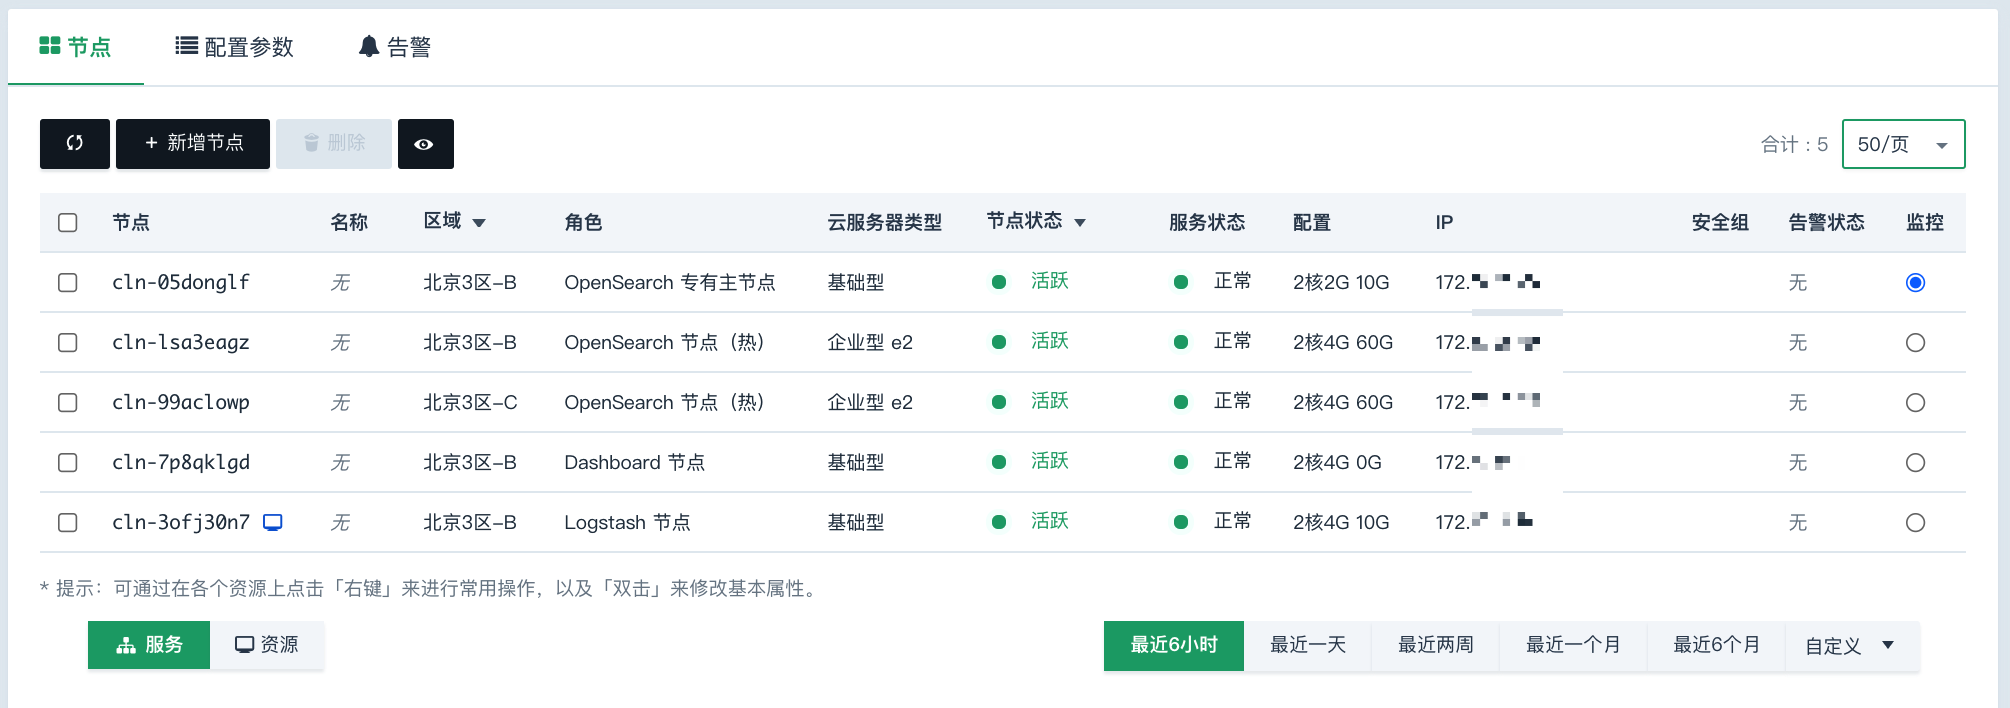 节点 配置参数 告警
+ 新增节点 删除 合计：5 50/页
节点 名称 区域 角色 云服务器类型 节点状态 服务状态 配置 IP 安全组 告警状态 监控
cln-05donglf 无 北京3区-B OpenSearch 专有主节点 基础型 活跃 正常 2核2G 10G 172. 无
cln-lsa3eagz 无 北京3区-B OpenSearch 节点（热） 企业型 e2 活跃 正常 2核4G 60G 172. 无
cln-99aclowp 无 北京3区-C OpenSearch 节点（热） 企业型 e2 活跃 正常 2核4G 60G 172. 无
cln-7p8qklgd 无 北京3区-B Dashboard 节点 基础型 活跃 正常 2核4G 0G 172. 无
cln-3ofj30n7 无 北京3区-B Logstash 节点 基础型 活跃 正常 2核4G 10G 172. 无
* 提示：可通过在各个资源上点击「右键」来进行常用操作，以及「双击」来修改基本属性。
服务 资源 最近6小时 最近一天 最近两周 最近一个月 最近6个月 自定义